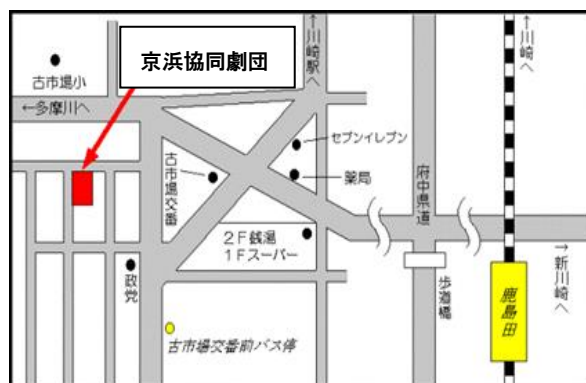 京浜協同劇団
古市場小
←多摩川へ
←川崎駅へ
←川崎へ
セブンイレブン
薬局
古市場交番
府中県道
2F銭湯
1Fスーパー
政党
歩道橋
鹿島田
→新川崎へ
古市場交番前バス停